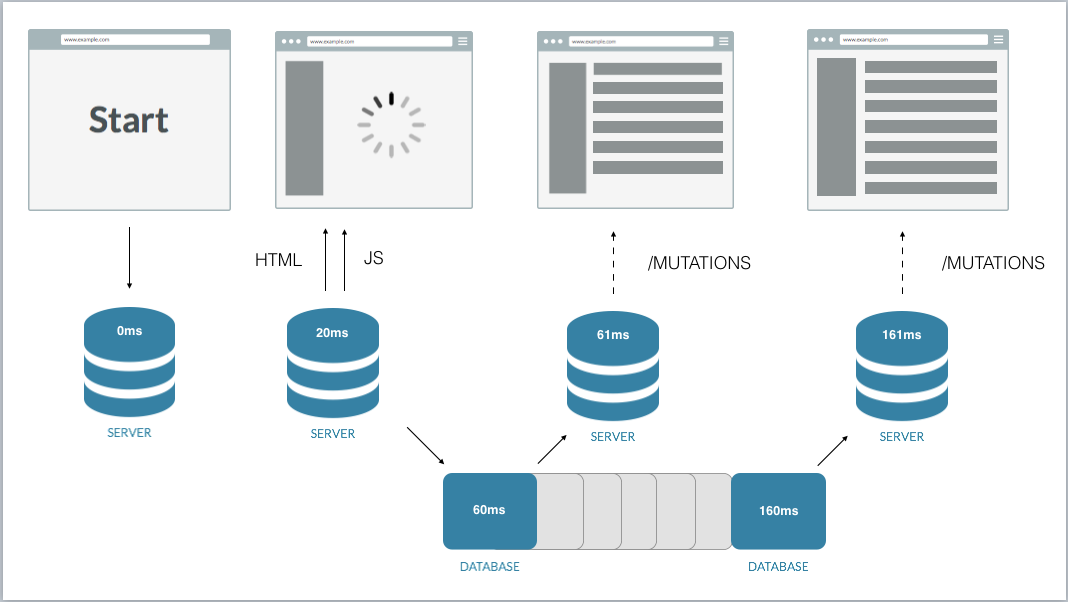 www.example.com
www.example.com
www.example.com
www.example.com
Start
HTML
JS
/MUTATIONS
/MUTATIONS
0ms
20ms
61ms
161ms
SERVER
SERVER
SERVER
SERVER
60ms
160ms
DATABASE
DATABASE